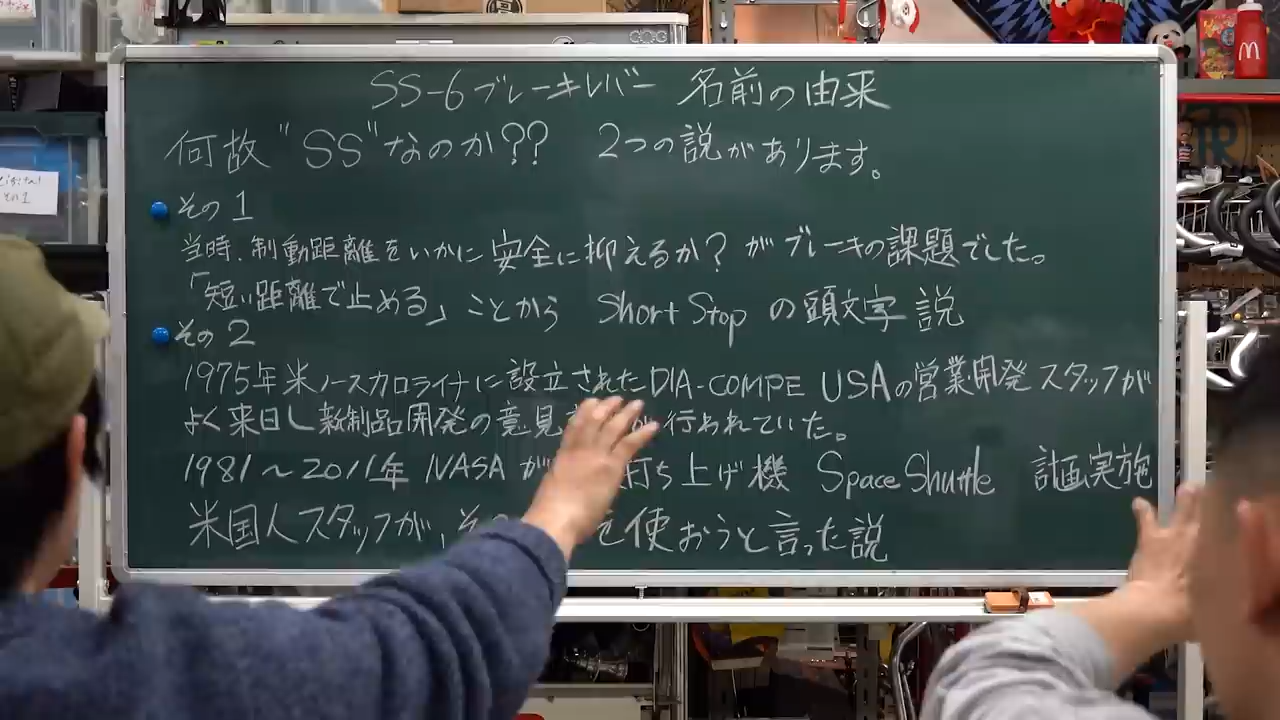 SS-6ブレーキレバー 名前の由来
何故"SS"なのか?? 2つの説があります。
その1
当時、制動距離をいかに安全に抑えるか?がブレーキの課題でした。
「短い距離で止める」ことから Short Stop の頭文字説
その2
1975年米ノースカロライナに設立されたDIA-COMPE USAの営業開発スタッフが
よく来日し新制品開発の意見 行われていた。
1981〜2011年 NASAが 打ち上げ機 Space Shuttle 計画実施
米国人スタッフが、その を使おうと言った説